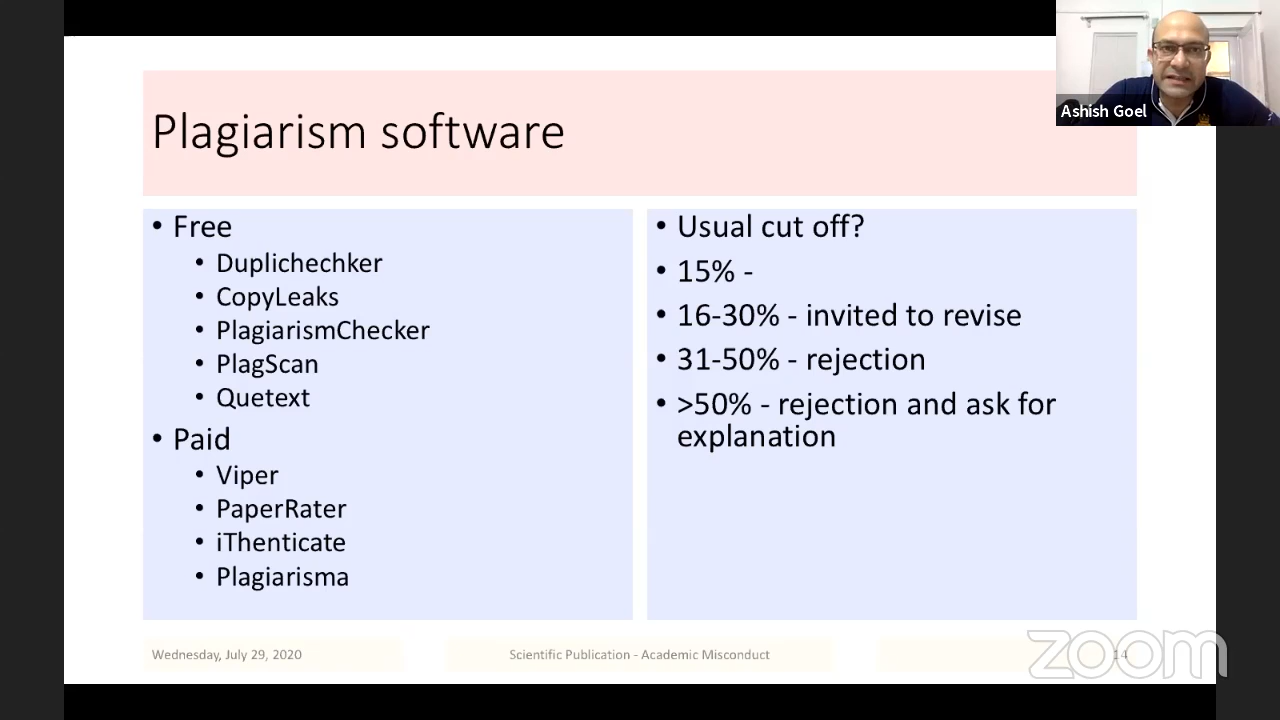 Ashish Goel
Plagiarism software
• Free
• Duplichechker
• CopyLeaks
• PlagiarismChecker
• PlagScan
• Quetext
• Paid
• Viper
• PaperRater
• iThenticate
• Plagiarisma
• Usual cut off?
• 15% -
• 16-30% - invited to revise
• 31-50% - rejection
• >50% - rejection and ask for
explanation
Wednesday, July 29, 2020
Scientific Publication - Academic Misconduct
14
zoom